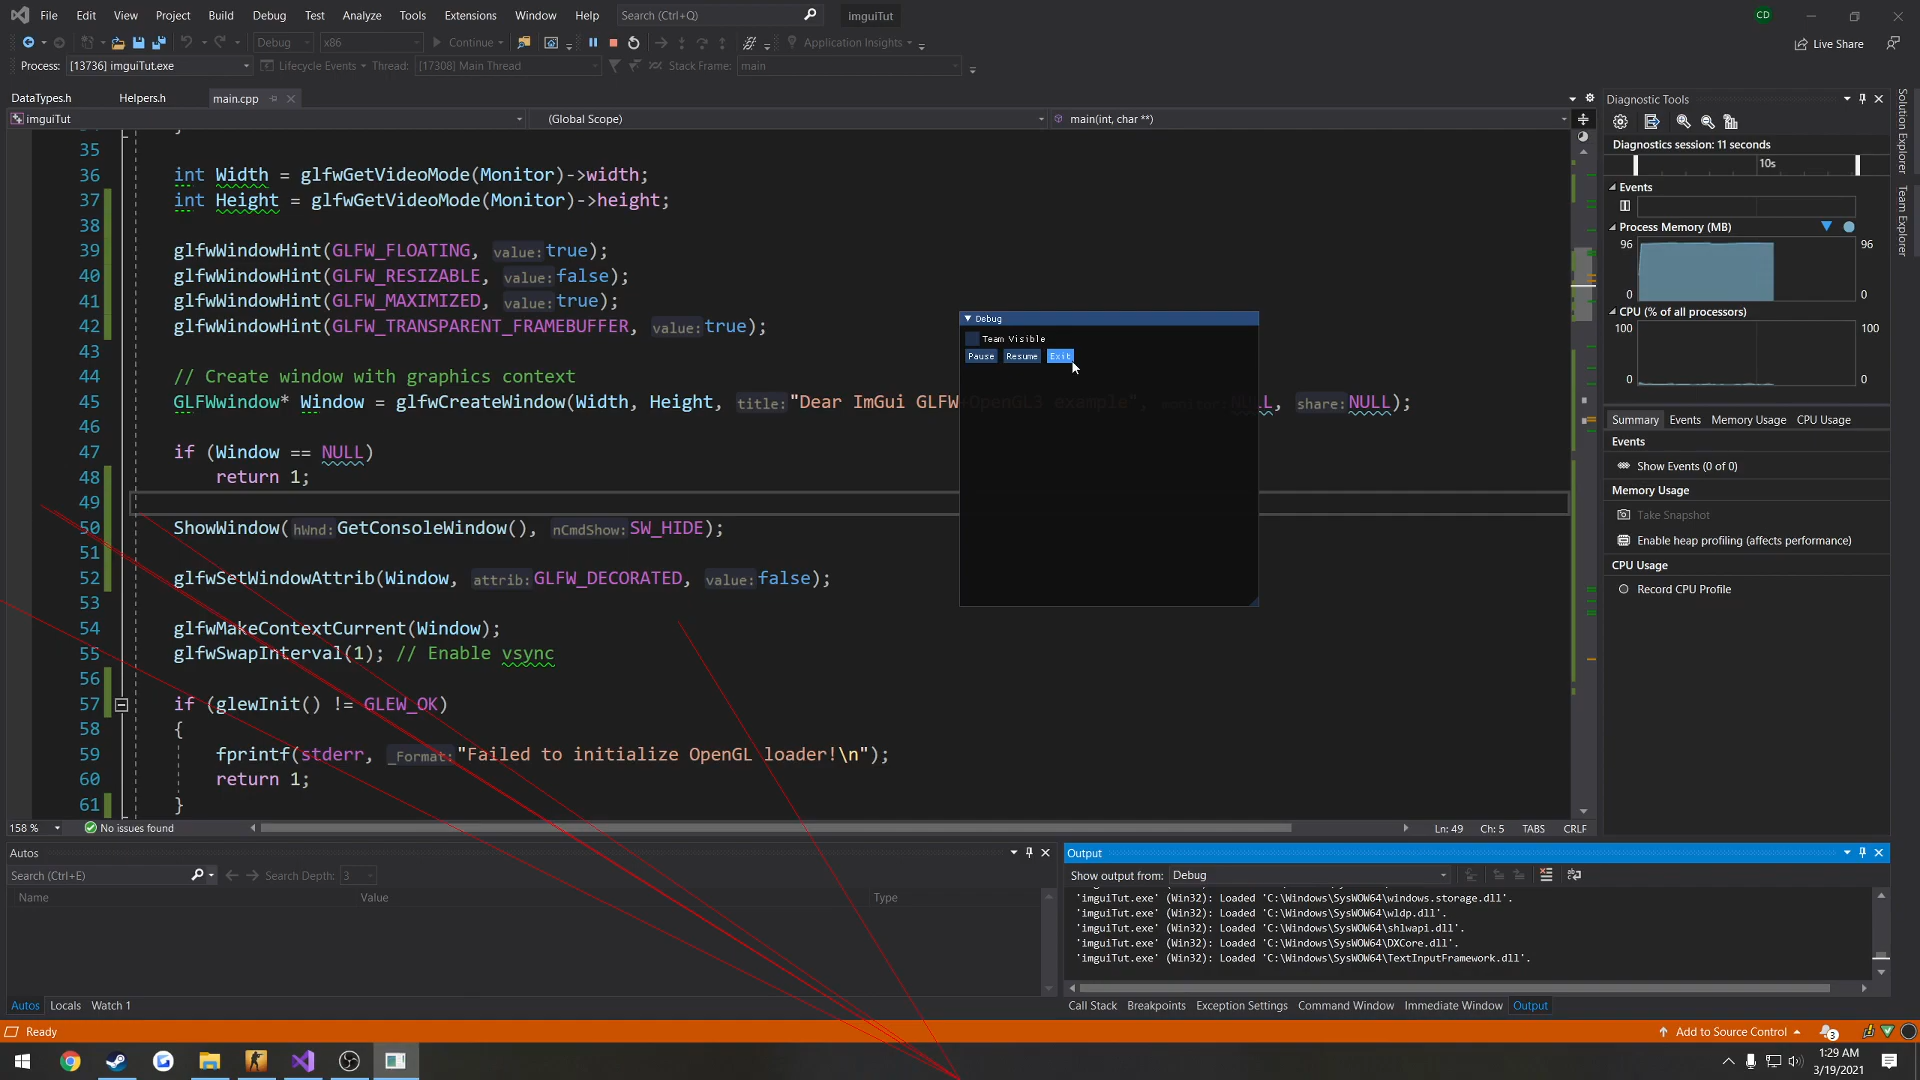 File Edit View Project Build Debug Test Analyze Tools Extensions Window Help Search (Ctrl+Q) imguiTut CD
Debug x86 Continue Application Insights Live Share
Process: [13736] imguiTut.exe Lifecycle Events Thread: [17308] Main Thread Stack Frame: main
DataTypes.h Helpers.h main.cpp
imguiTut (Global Scope) main(int, char **)
35
36 int Width = glfwGetVideoMode(Monitor)->width;
37 int Height = glfwGetVideoMode(Monitor)->height;
38
39 glfwWindowHint(GLFW_FLOATING, value: true);
40 glfwWindowHint(GLFW_RESIZABLE, value: false);
41 glfwWindowHint(GLFW_MAXIMIZED, value: true);
42 glfwWindowHint(GLFW_TRANSPARENT_FRAMEBUFFER, value: true);
43
44 // Create window with graphics context
45 GLFWwindow* Window = glfwCreateWindow(Width, Height, title: "Dear ImGui GLFW+OpenGL3 example", monitor: NULL, share: NULL);
46
47 if (Window == NULL)
48 return 1;
49
50 ShowWindow(hWnd: GetConsoleWindow(), nCmdShow: SW_HIDE);
51
52 glfwSetWindowAttrib(Window, attrib: GLFW_DECORATED, value: false);
53
54 glfwMakeContextCurrent(Window);
55 glfwSwapInterval(1); // Enable vsync
56
57 if (glewInit() != GLEW_OK)
58 {
59 fprintf(stderr, _Format: "Failed to initialize OpenGL loader!\n");
60 return 1;
61 }
158 % No issues found Ln: 49 Ch: 5 TABS CRLF
Debug
Team Visible
Pause Resume Exit
Diagnostic Tools
Diagnostics session: 11 seconds
10s
Events
Process Memory (MB)
96 96
0 0
CPU (% of all processors)
100 100
0 0
Summary Events Memory Usage CPU Usage
Events
Show Events (0 of 0)
Memory Usage
Take Snapshot
Enable heap profiling (affects performance)
CPU Usage
Record CPU Profile
Solution Explorer
Team Explorer
Autos
Search (Ctrl+E) Search Depth: 3
Name Value Type
Autos Locals Watch 1
Output
Show output from: Debug
'imguiTut.exe' (Win32): Loaded 'C:\Windows\SysWOW64\windows.storage.dll'.
'imguiTut.exe' (Win32): Loaded 'C:\Windows\SysWOW64\wldp.dll'.
'imguiTut.exe' (Win32): Loaded 'C:\Windows\SysWOW64\shlwapi.dll'.
'imguiTut.exe' (Win32): Loaded 'C:\Windows\SysWOW64\DXCore.dll'.
'imguiTut.exe' (Win32): Loaded 'C:\Windows\SysWOW64\TextInputFramework.dll'.
Call Stack Breakpoints Exception Settings Command Window Immediate Window Output
Ready Add to Source Control 3
1:29 AM
3/19/2021